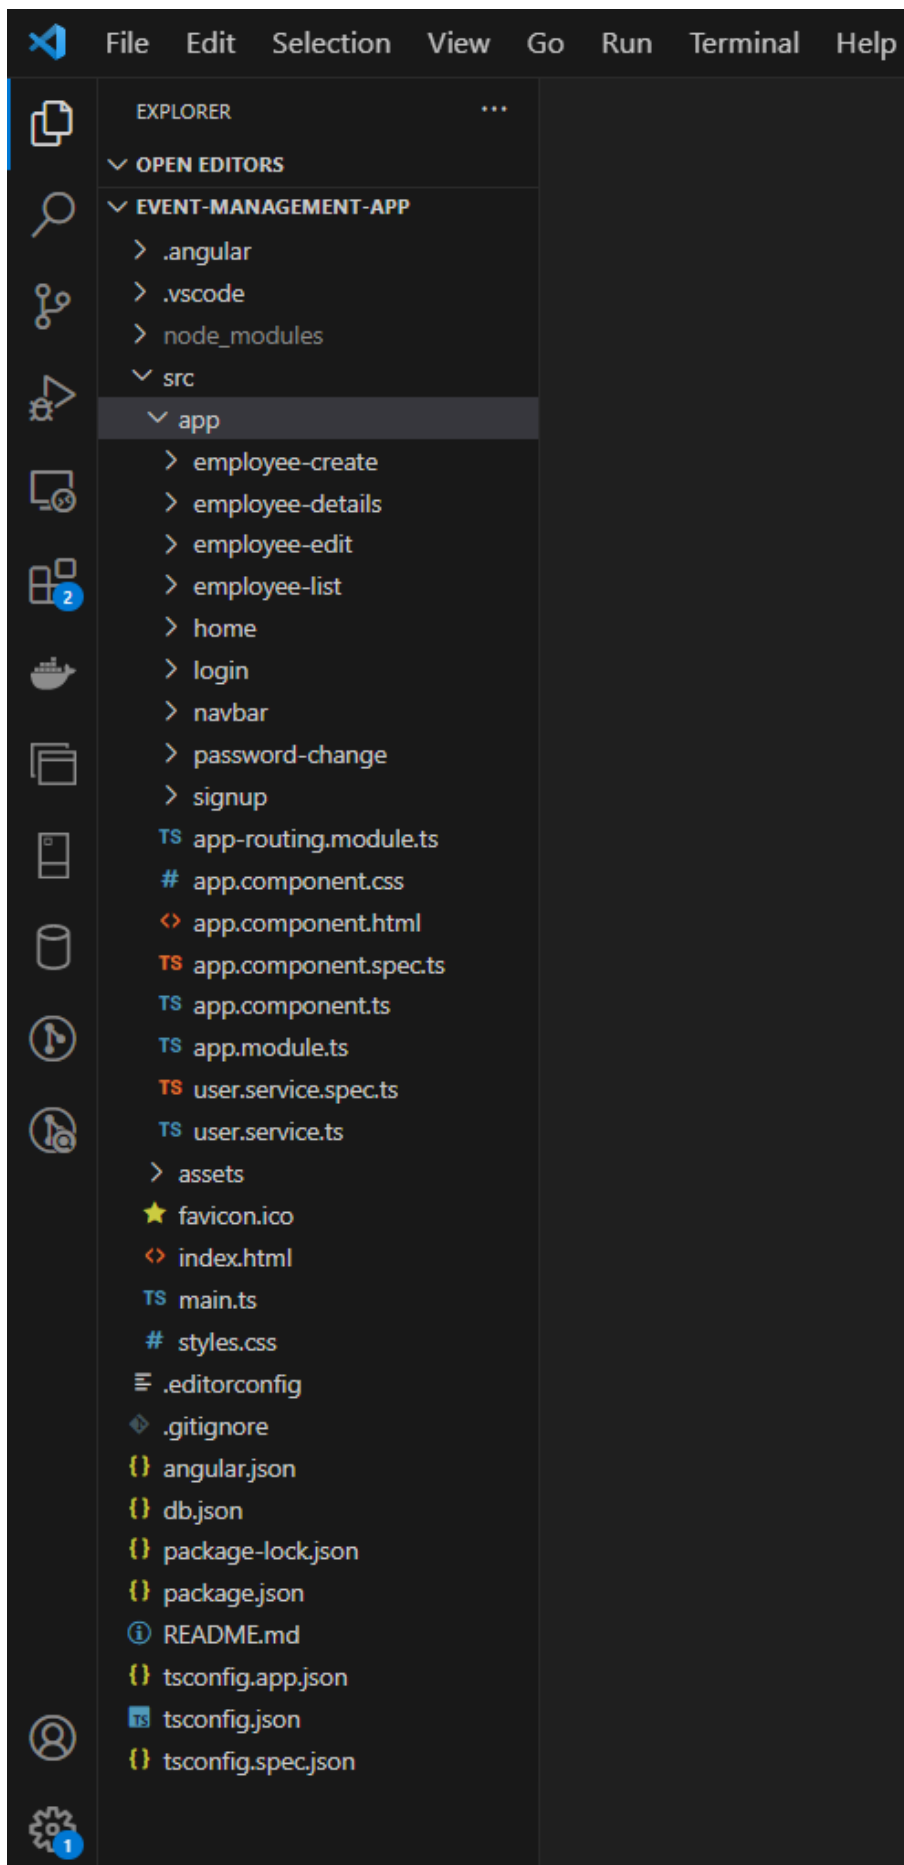 File Edit Selection View Go Run Terminal Help
EXPLORER ...
OPEN EDITORS
EVENT-MANAGEMENT-APP
.angular
.vscode
node_modules
src
app
employee-create
employee-details
employee-edit
employee-list
2
home
login
navbar
password-change
signup
TS app-routing.module.ts
# app.component.css
<> app.component.html
TS app.component.spec.ts
TS app.component.ts
TS app.module.ts
TS user.service.spec.ts
TS user.service.ts
assets
favicon.ico
<> index.html
TS main.ts
# styles.css
.editorconfig
.gitignore
{} angular.json
{} db.json
{} package-lock.json
{} package.json
README.md
{} tsconfig.app.json
TS tsconfig.json
{} tsconfig.spec.json
1